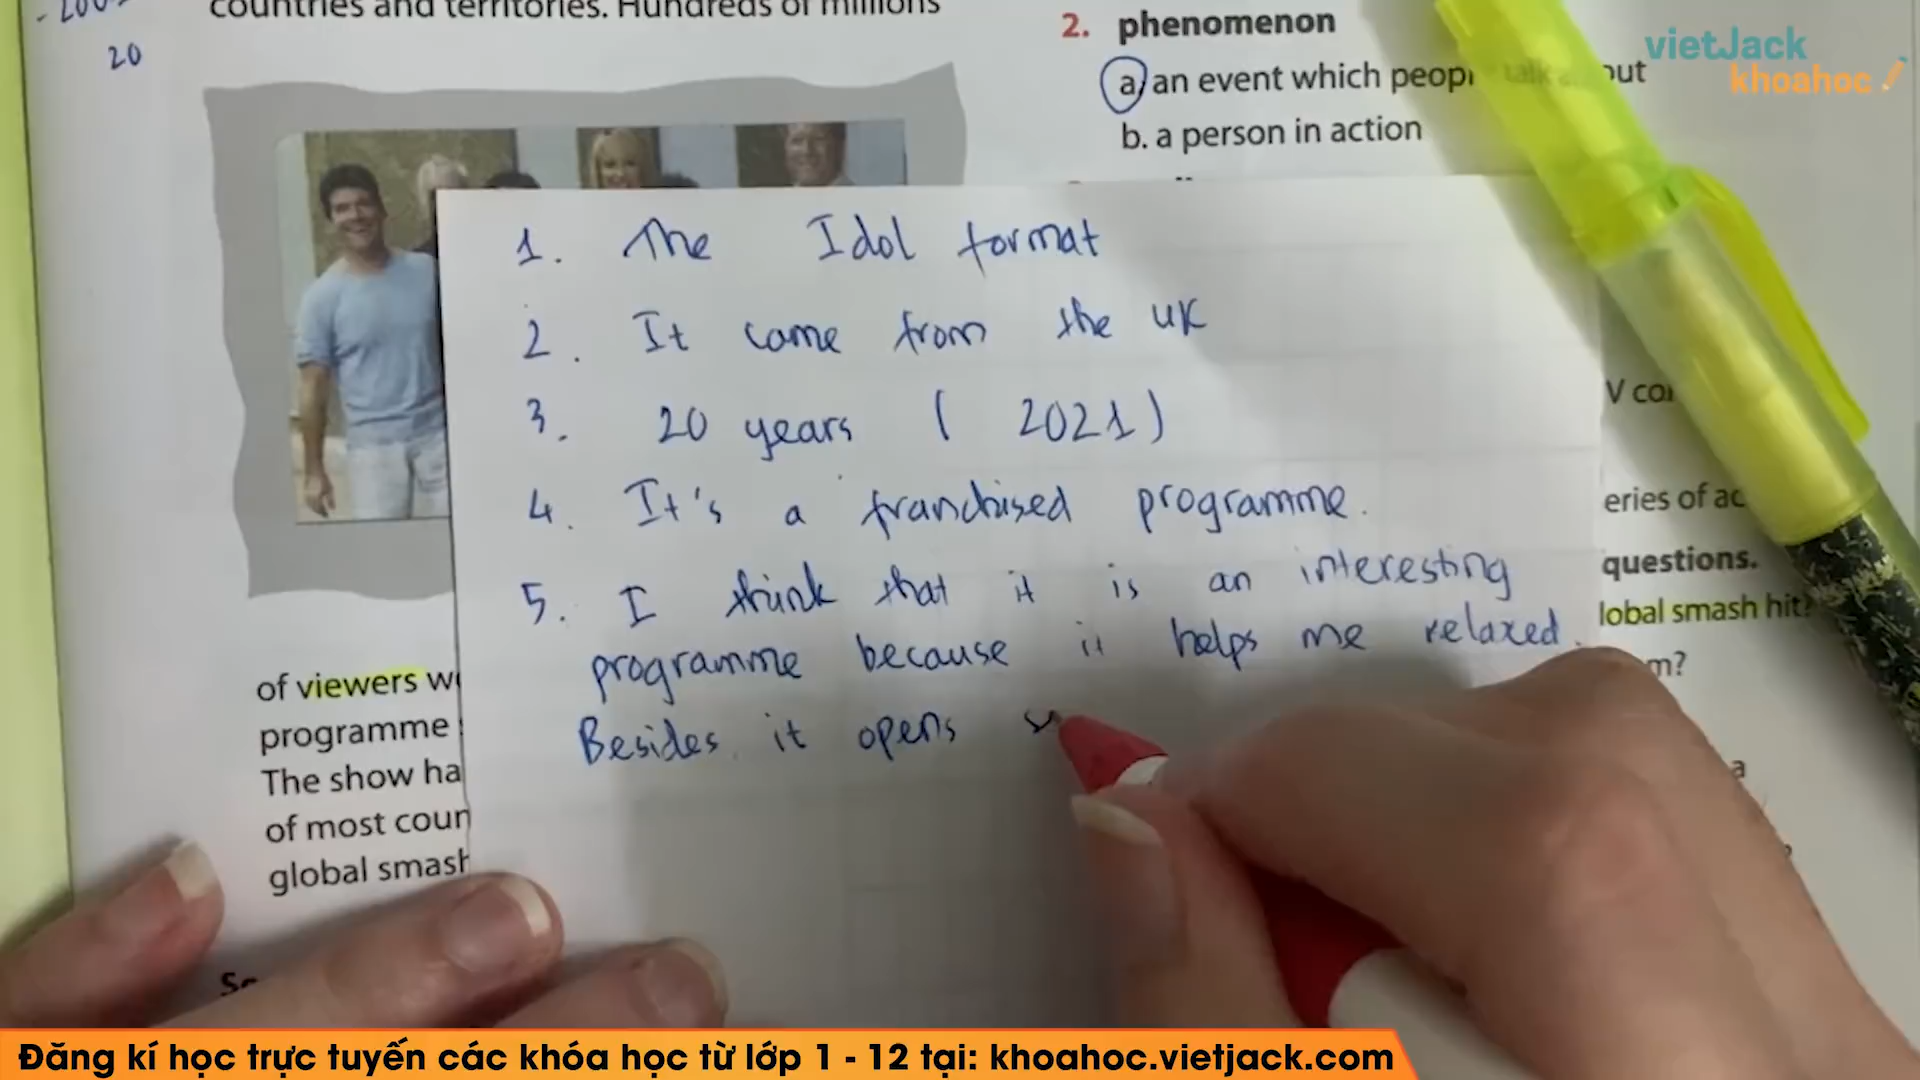 countries and territories. Hundreds of millions
20
2. phenomenon
a. an event which people talk about
b. a person in action
vietJack
khoahoc
1. The Idol format
2. It came from the UK
3. 20 years ( 2021 )
4. It's a franchised programme.
5. I think that it is an interesting
programme because it helps me relaxed.
Besides, it opens
V
eries of ac
questions.
lobal smash hit?
m?
a
of viewers
programme
The show ha
of most coun
global smash
Đăng kí học trực tuyến các khóa học từ lớp 1 - 12 tại: khoahoc.vietjack.com